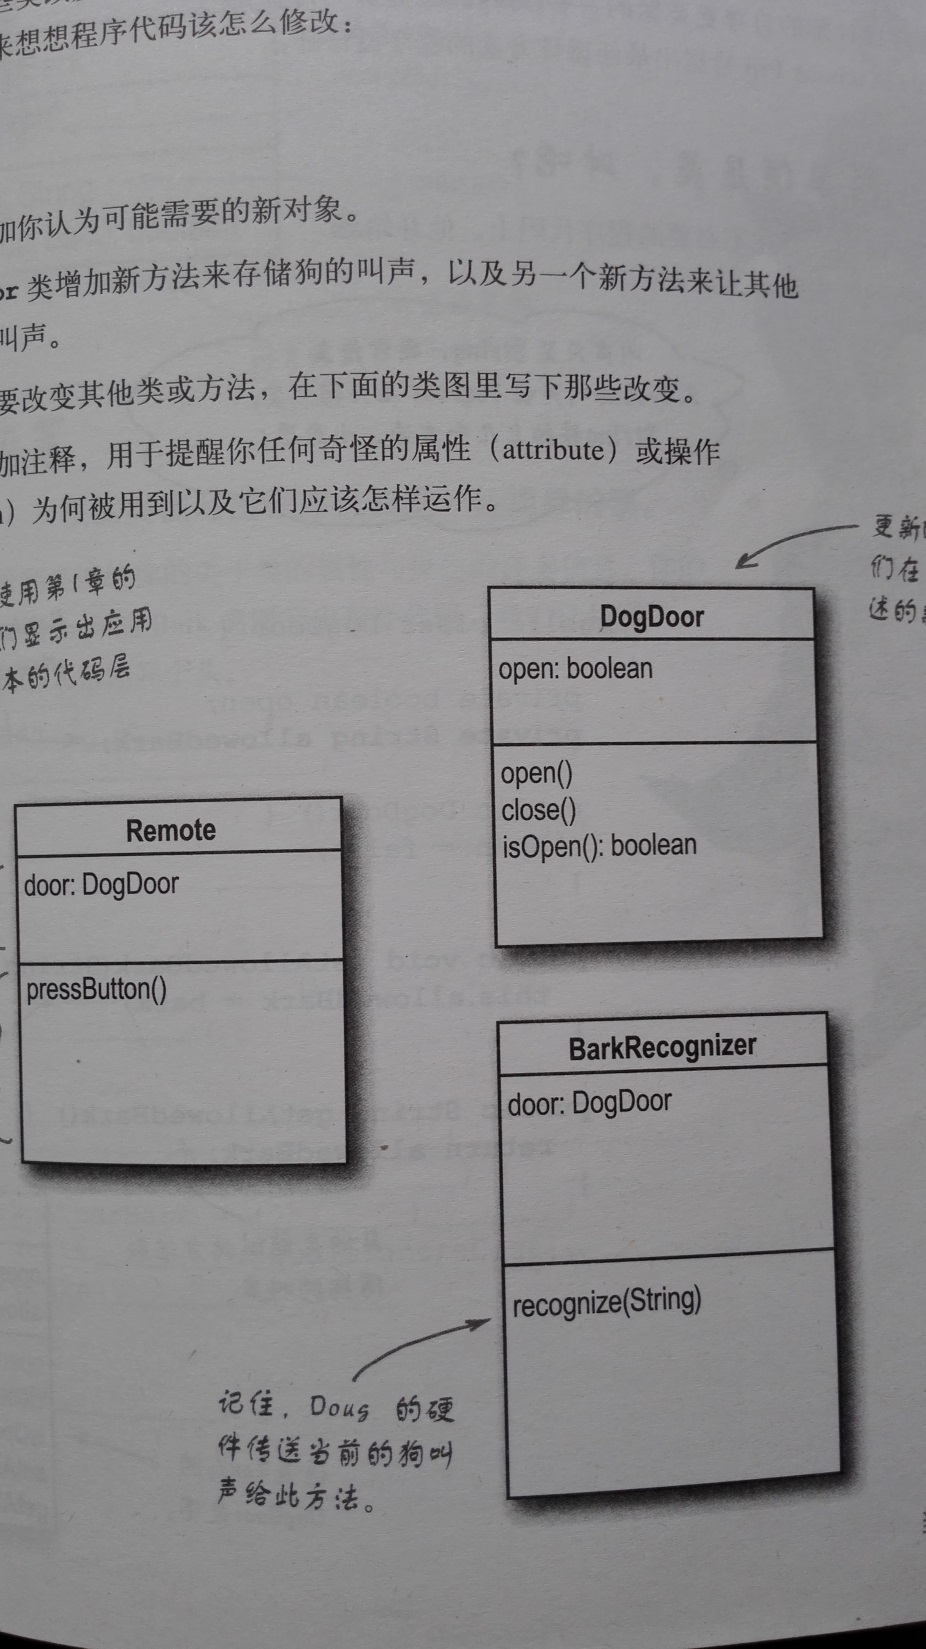 来想想程序代码该怎么修改：
加你认为可能需要的新对象。
or 类增加新方法来存储狗的叫声，以及另一个新方法来让其他
叫声。
要改变其他类或方法，在下面的类图里写下那些改变。
加注释，用于提醒你任何奇怪的属性（attribute）或操作
）为何被用到以及它们应该怎样运作。
使用第1章的
们显示出应用
本的代码层
更新
们在
述的
DogDoor
open: boolean
open()
close()
isOpen(): boolean
Remote
door: DogDoor
pressButton()
BarkRecognizer
door: DogDoor
recognize(String)
记住，Doug 的硬
件传送当前的狗叫
声给此方法。